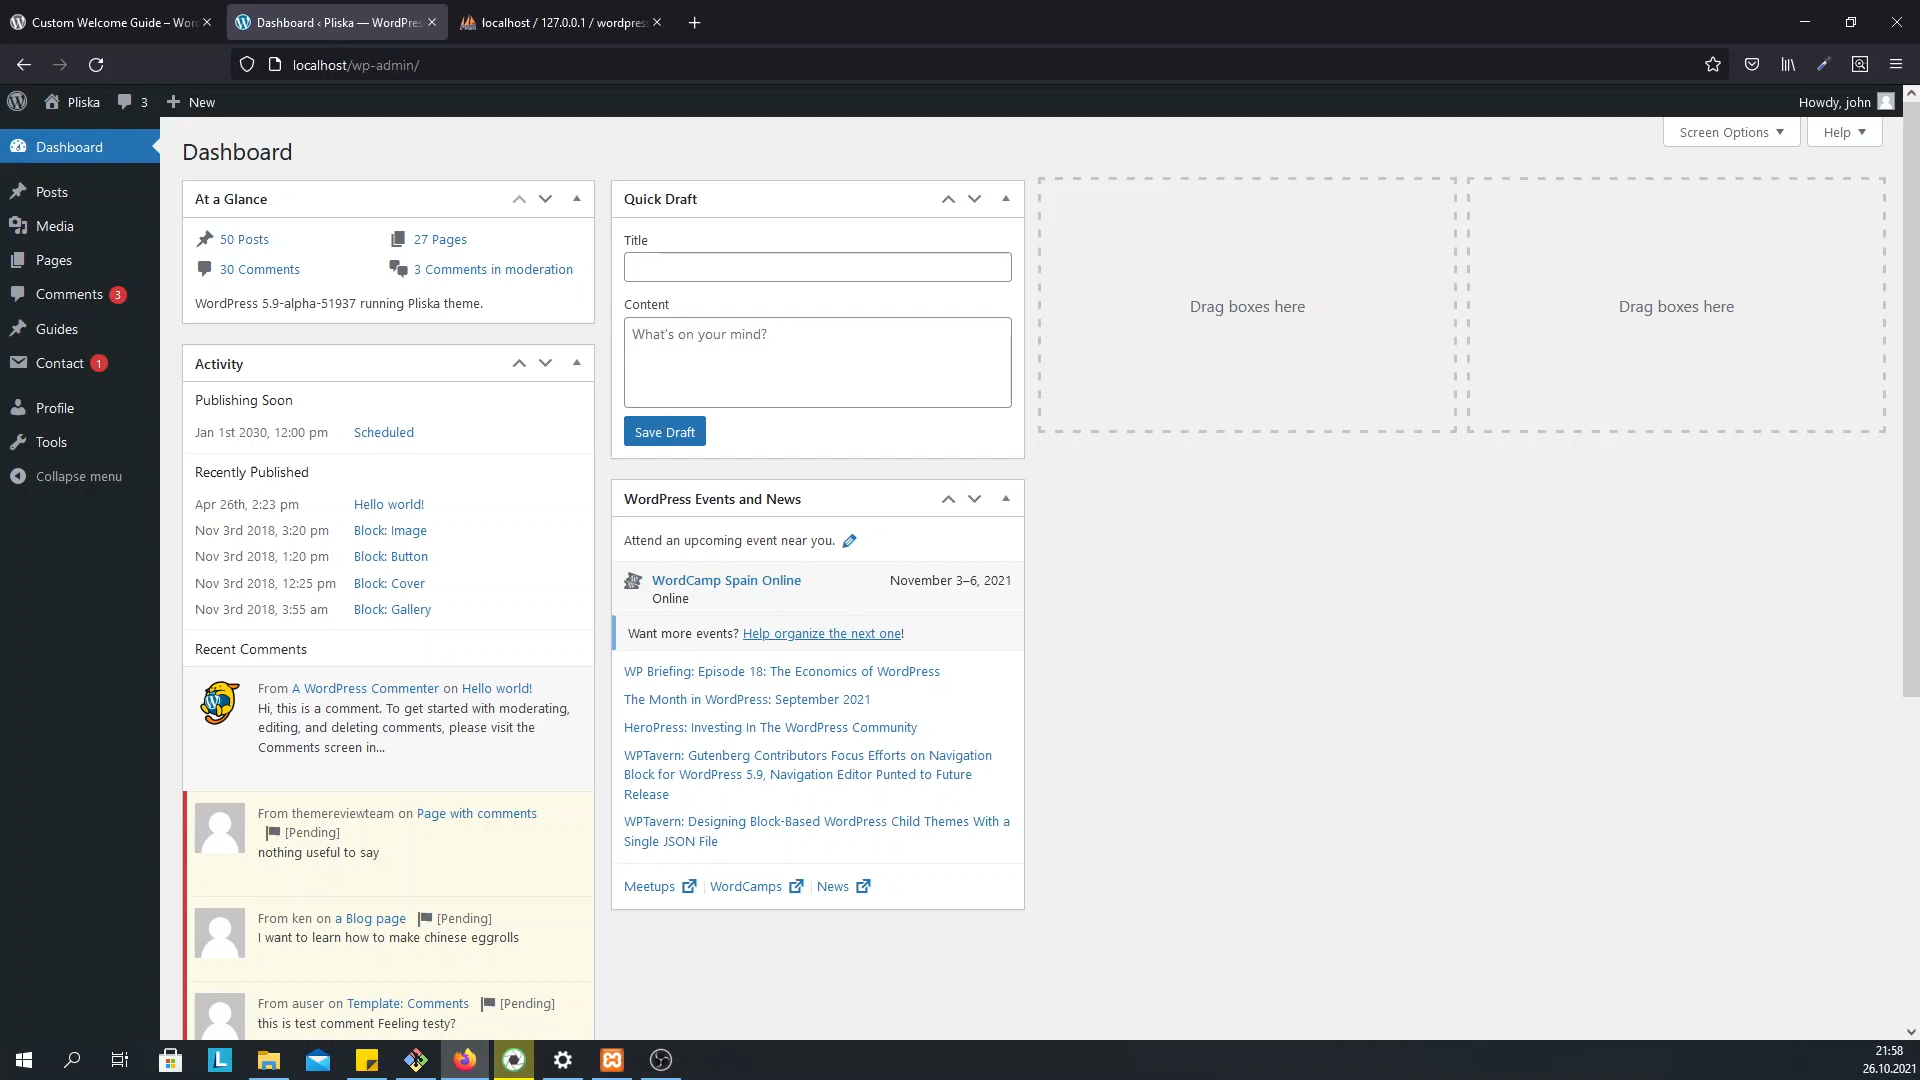 Custom Welcome Guide – Wor
Dashboard ‹ Pliska — WordPres
localhost / 127.0.0.1 / wordpres
localhost/wp-admin/
Pliska
3
New
Howdy, john
Screen Options
Help
Dashboard
Posts
Media
Pages
Comments 3
Guides
Contact 1
Profile
Tools
Collapse menu
Dashboard
At a Glance
50 Posts
27 Pages
30 Comments
3 Comments in moderation
WordPress 5.9-alpha-51937 running Pliska theme.
Activity
Publishing Soon
Jan 1st 2030, 12:00 pm Scheduled
Recently Published
Apr 26th, 2:23 pm Hello world!
Nov 3rd 2018, 3:20 pm Block: Image
Nov 3rd 2018, 1:20 pm Block: Button
Nov 3rd 2018, 12:25 pm Block: Cover
Nov 3rd 2018, 3:55 am Block: Gallery
Recent Comments
From A WordPress Commenter on Hello world!
Hi, this is a comment. To get started with moderating,
editing, and deleting comments, please visit the
Comments screen in…
From themereviewteam on Page with comments
[Pending]
nothing useful to say
From ken on a Blog page [Pending]
I want to learn how to make chinese eggrolls
From auser on Template: Comments [Pending]
this is test comment Feeling testy?
Quick Draft
Title
Content
What's on your mind?
Save Draft
WordPress Events and News
Attend an upcoming event near you.
WordCamp Spain Online November 3–6, 2021
Online
Want more events? Help organize the next one!
WP Briefing: Episode 18: The Economics of WordPress
The Month in WordPress: September 2021
HeroPress: Investing In The WordPress Community
WPTavern: Gutenberg Contributors Focus Efforts on Navigation
Block for WordPress 5.9, Navigation Editor Punted to Future
Release
WPTavern: Designing Block-Based WordPress Child Themes With a
Single JSON File
Meetups | WordCamps | News
Drag boxes here
Drag boxes here
L
21:58
26.10.2021